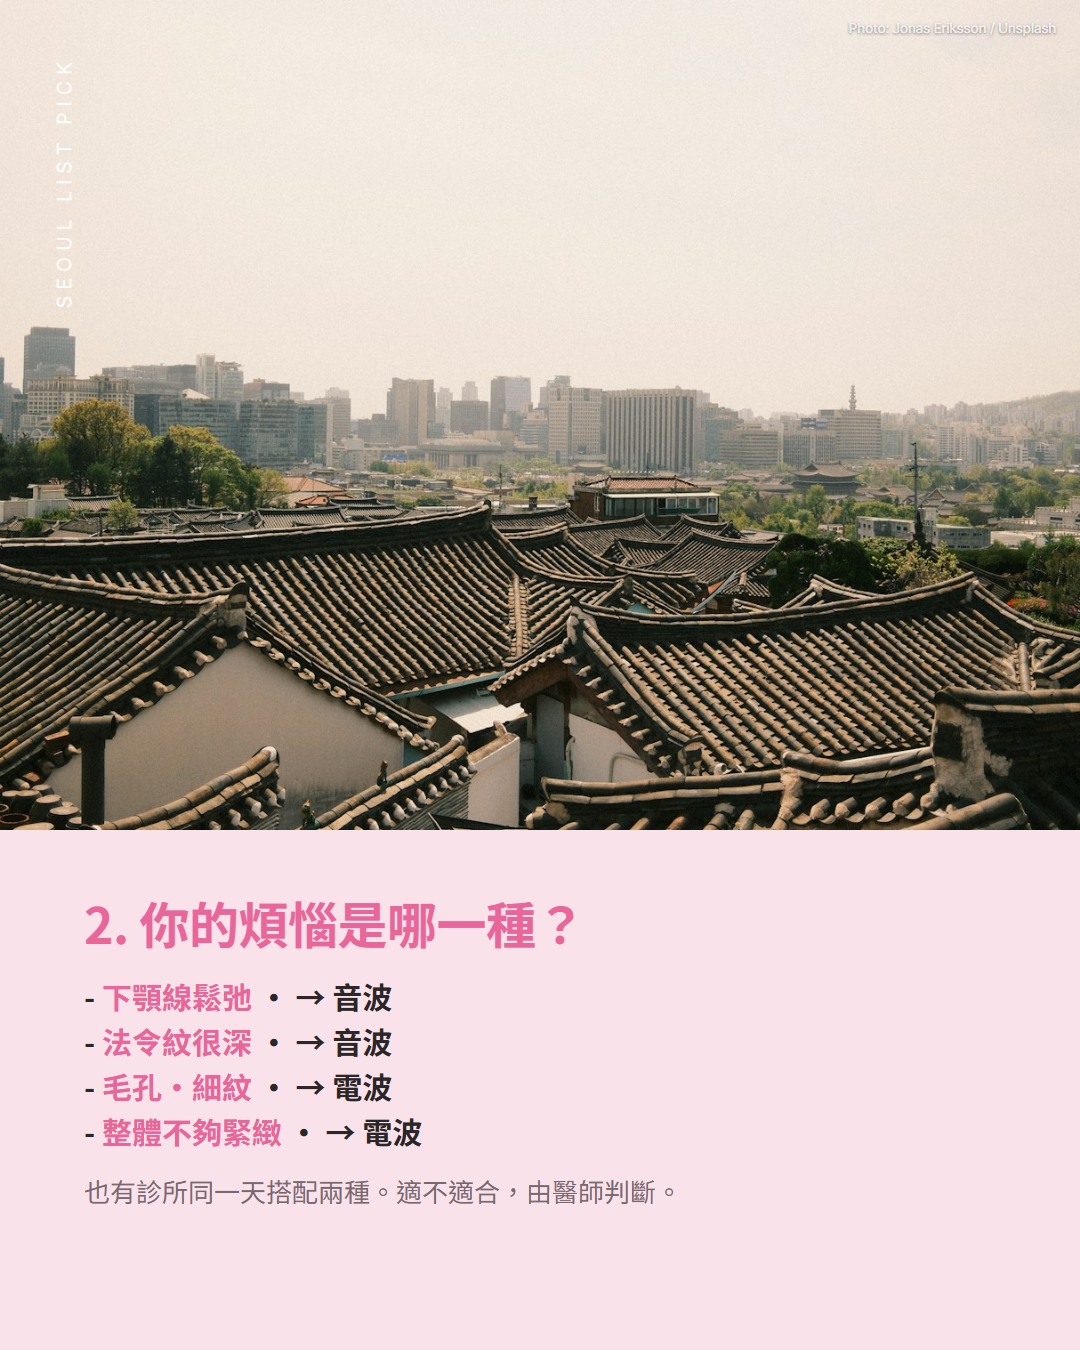 Photo: Jonas Eriksson / Unsplash
SEOUL LIST PICK
2. 你的煩惱是哪一種？
- 下顎線鬆弛 · → 音波
- 法令紋很深 · → 音波
- 毛孔·細紋 · → 電波
- 整體不夠緊緻 · → 電波
也有診所同一天搭配兩種。適不適合，由醫師判斷。